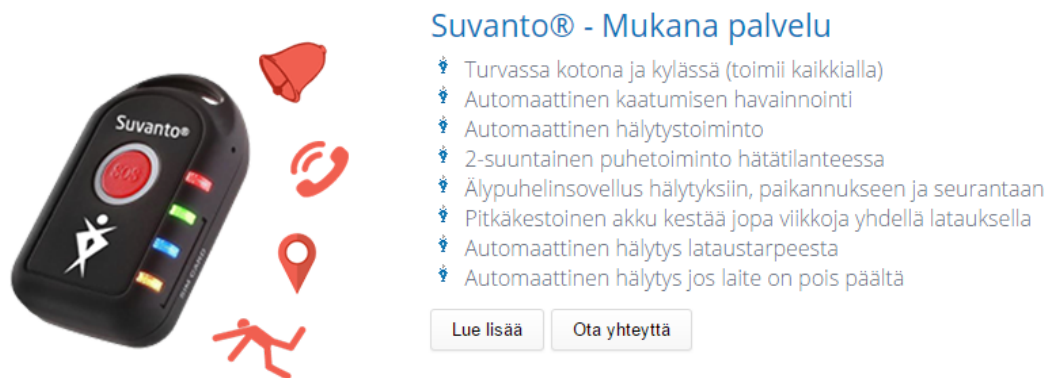 Suvanto® - Mukana palvelu
Turvassa kotona ja kylässä (toimii kaikkialla)
Automaattinen kaatumisen havainnointi
Automaattinen hälytystoiminto
2-suuntainen puhetoiminto hätätilanteessa
Älypuhelinsovellus hälytyksiin, paikannukseen ja seurantaan
Pitkäkestoinen akku kestää jopa viikkoja yhdellä latauksella
Automaattinen hälytys lataustarpeesta
Automaattinen hälytys jos laite on pois päältä
Lue lisää
Ota yhteyttä
Suvanto®
SOS
SIM CARD